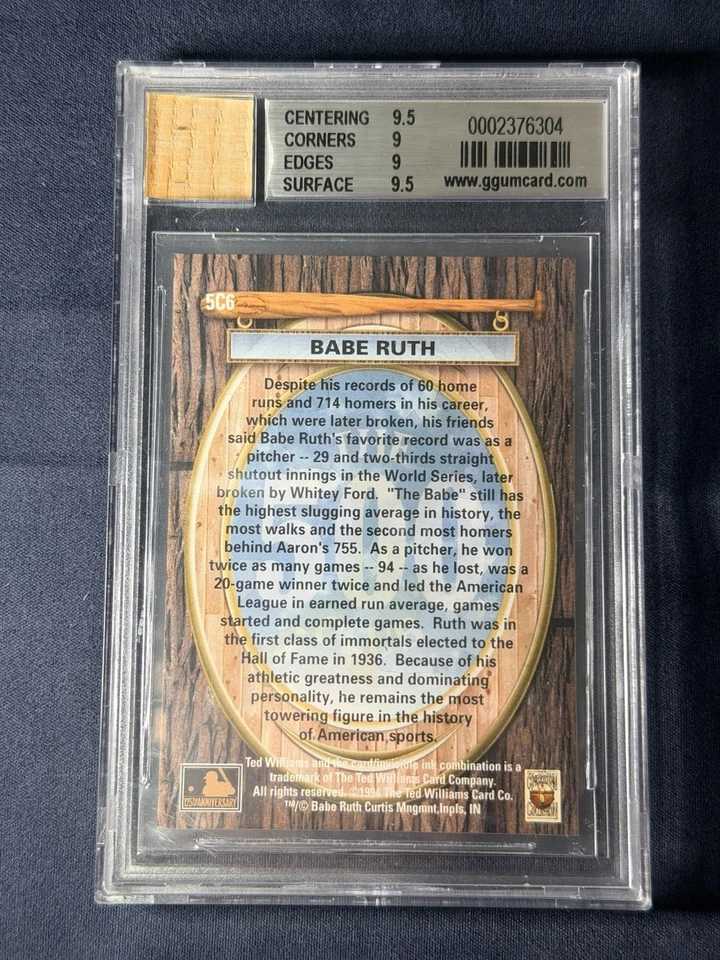 CENTERING 9.5
CORNERS 9
EDGES 9
SURFACE 9.5
0002376304
www.ggumcard.com
5C6
BABE RUTH
Despite his records of 60 home
runs and 714 homers in his career,
which were later broken, his friends
said Babe Ruth's favorite record was as a
pitcher -- 29 and two-thirds straight
shutout innings in the World Series, later
broken by Whitey Ford. "The Babe" still has
the highest slugging average in history, the
most walks and the second most homers
behind Aaron's 755. As a pitcher, he won
twice as many games -- 94 -- as he lost, was a
20-game winner twice and led the American
League in earned run average, games
started and complete games. Ruth was in
the first class of immortals elected to the
Hall of Fame in 1936. Because of his
athletic greatness and dominating
personality, he remains the most
towering figure in the history
of American sports.
Ted Williams and the card/invisible ink combination is a
trademark of The Ted Williams Card Company.
All rights reserved. ©1994 The Ted Williams Card Co.
™/© Babe Ruth Curtis Mngmnt,Inpls, IN
125TH ANNIVERSARY